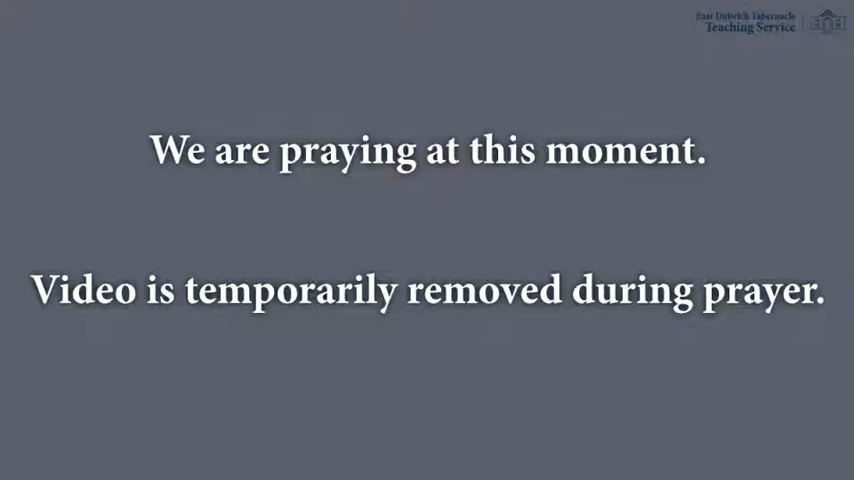 East Dulwich Tabernacle
Teaching Service
We are praying at this moment.
Video is temporarily removed during prayer.